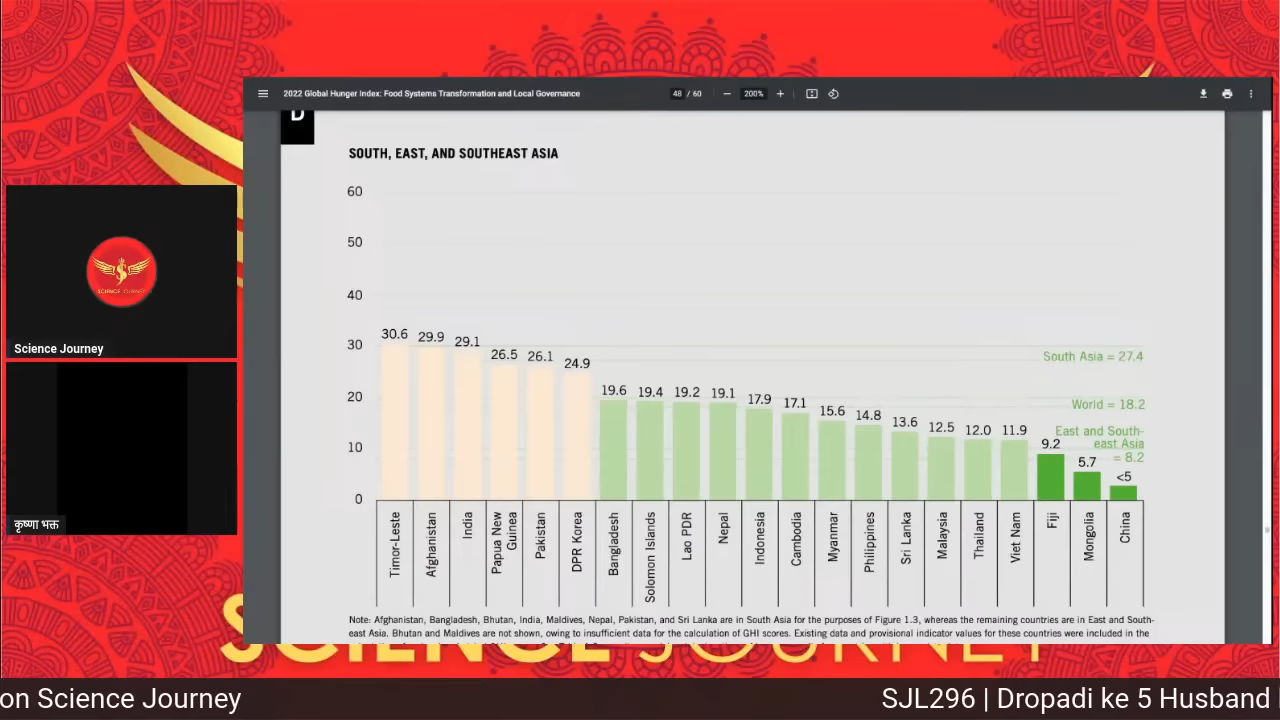 2022 Global Hunger Index: Food Systems Transformation and Local Governance
48 / 60
200%
SOUTH, EAST, AND SOUTHEAST ASIA
60
50
40
30
20
10
0
30.6
29.9
29.1
26.5
26.1
24.9
19.6
19.4
19.2
19.1
17.9
17.1
15.6
14.8
13.6
12.5
12.0
11.9
9.2
5.7
<5
South Asia = 27.4
World = 18.2
East and South-
east Asia
= 8.2
Timor-Leste
Afghanistan
India
Papua New
Guinea
Pakistan
DPR Korea
Bangladesh
Solomon Islands
Lao PDR
Nepal
Indonesia
Cambodia
Myanmar
Philippines
Sri Lanka
Malaysia
Thailand
Viet Nam
Fiji
Mongolia
China
Note: Afghanistan, Bangladesh, Bhutan, India, Maldives, Nepal, Pakistan, and Sri Lanka are in South Asia for the purposes of Figure 1.3, whereas the remaining countries are in East and South-
east Asia. Bhutan and Maldives are not shown, owing to insufficient data for the calculation of GHI scores. Existing data and provisional indicator values for these countries were included in the
SCIENCE JOURNEY
Science Journey
कृष्णा भक्त
SCIENCE JOURNEY
on Science Journey
SJL296 | Dropadi ke 5 Husband